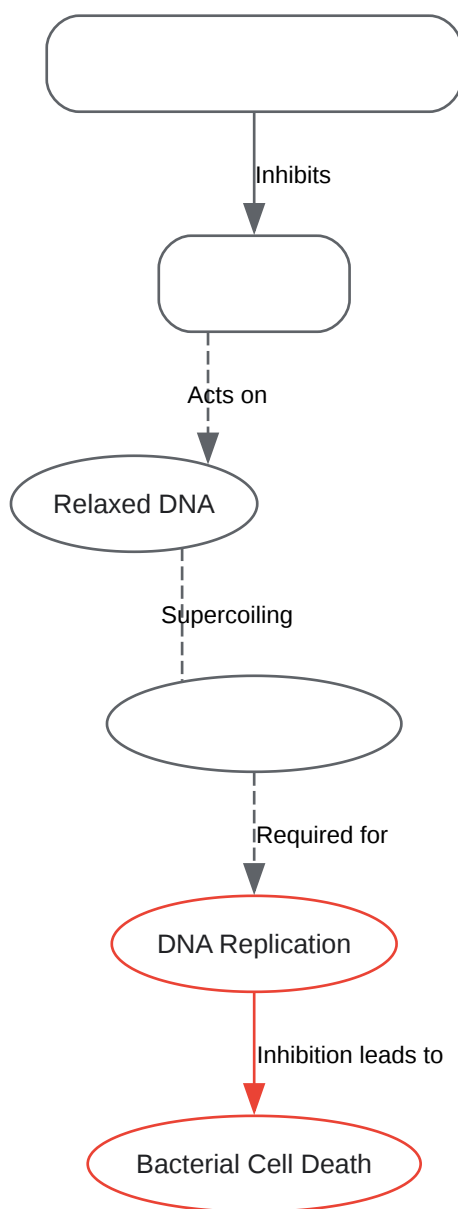 Inhibits
Acts on
Relaxed DNA
Supercoiling
Required for
DNA Replication
Inhibition leads to
Bacterial Cell Death